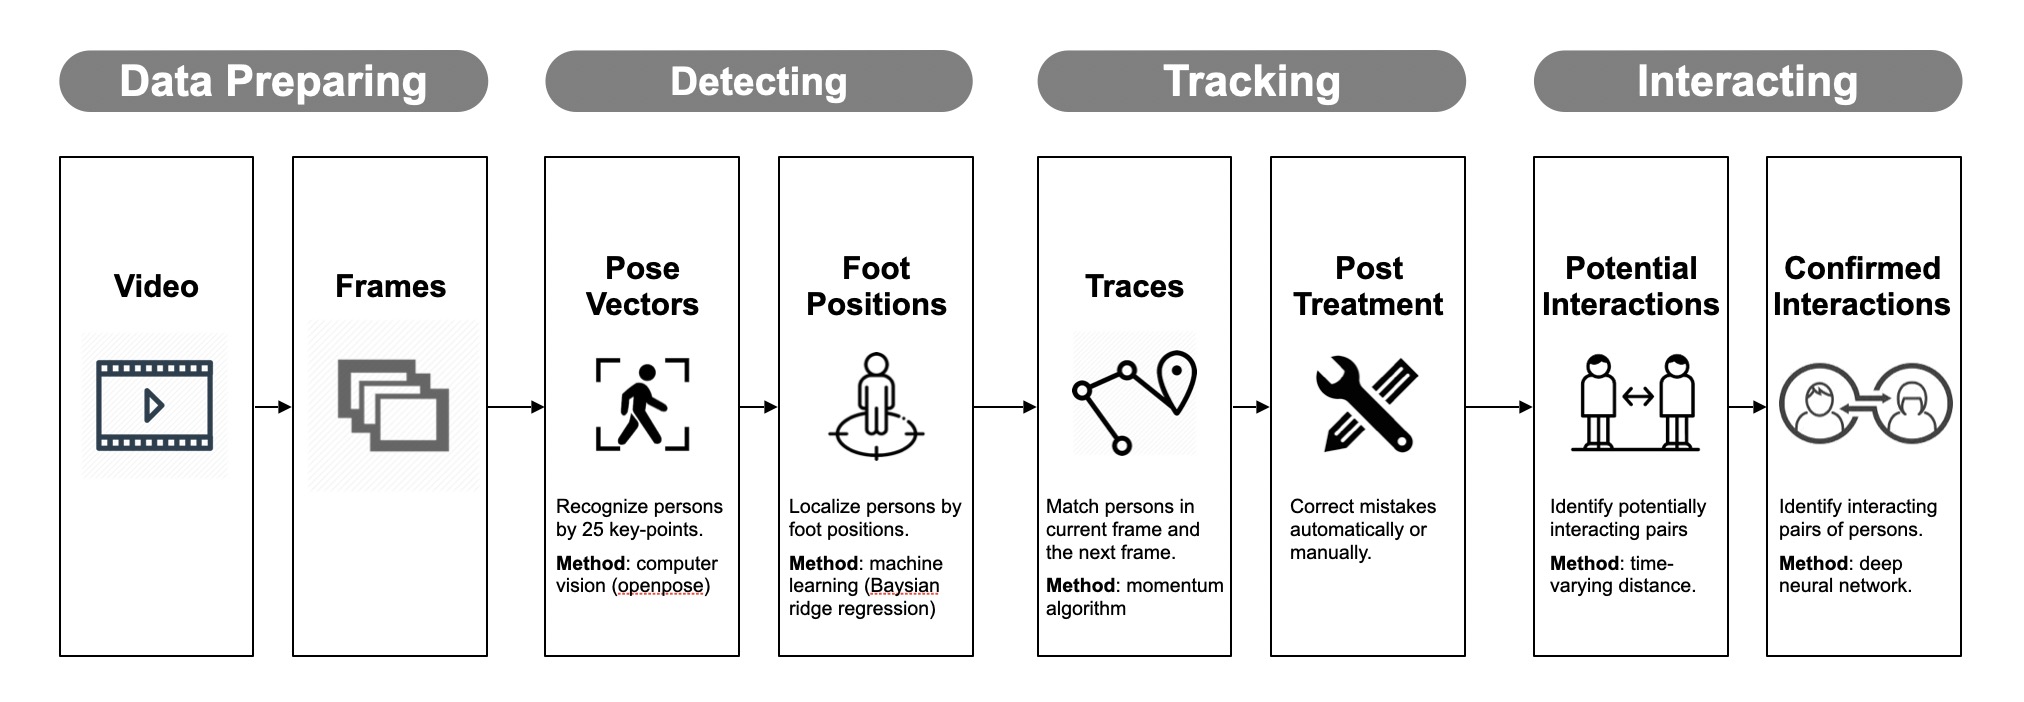 Data Preparing
Detecting
Tracking
Interacting
Video
Frames
Pose
Vectors
Recognize persons
by 25 key-points.
Method: computer
vision (openpose)
Foot
Positions
Localize persons by
foot positions.
Method: machine
learning (Baysian
ridge regression)
Traces
Match persons in
current frame and
the next frame.
Method: momentum
algorithm
Post
Treatment
Correct mistakes
automatically or
manually.
Potential
Interactions
Identify potentially
interacting pairs
Method: time-
varying distance.
Confirmed
Interactions
Identify interacting
pairs of persons.
Method: deep
neural network.